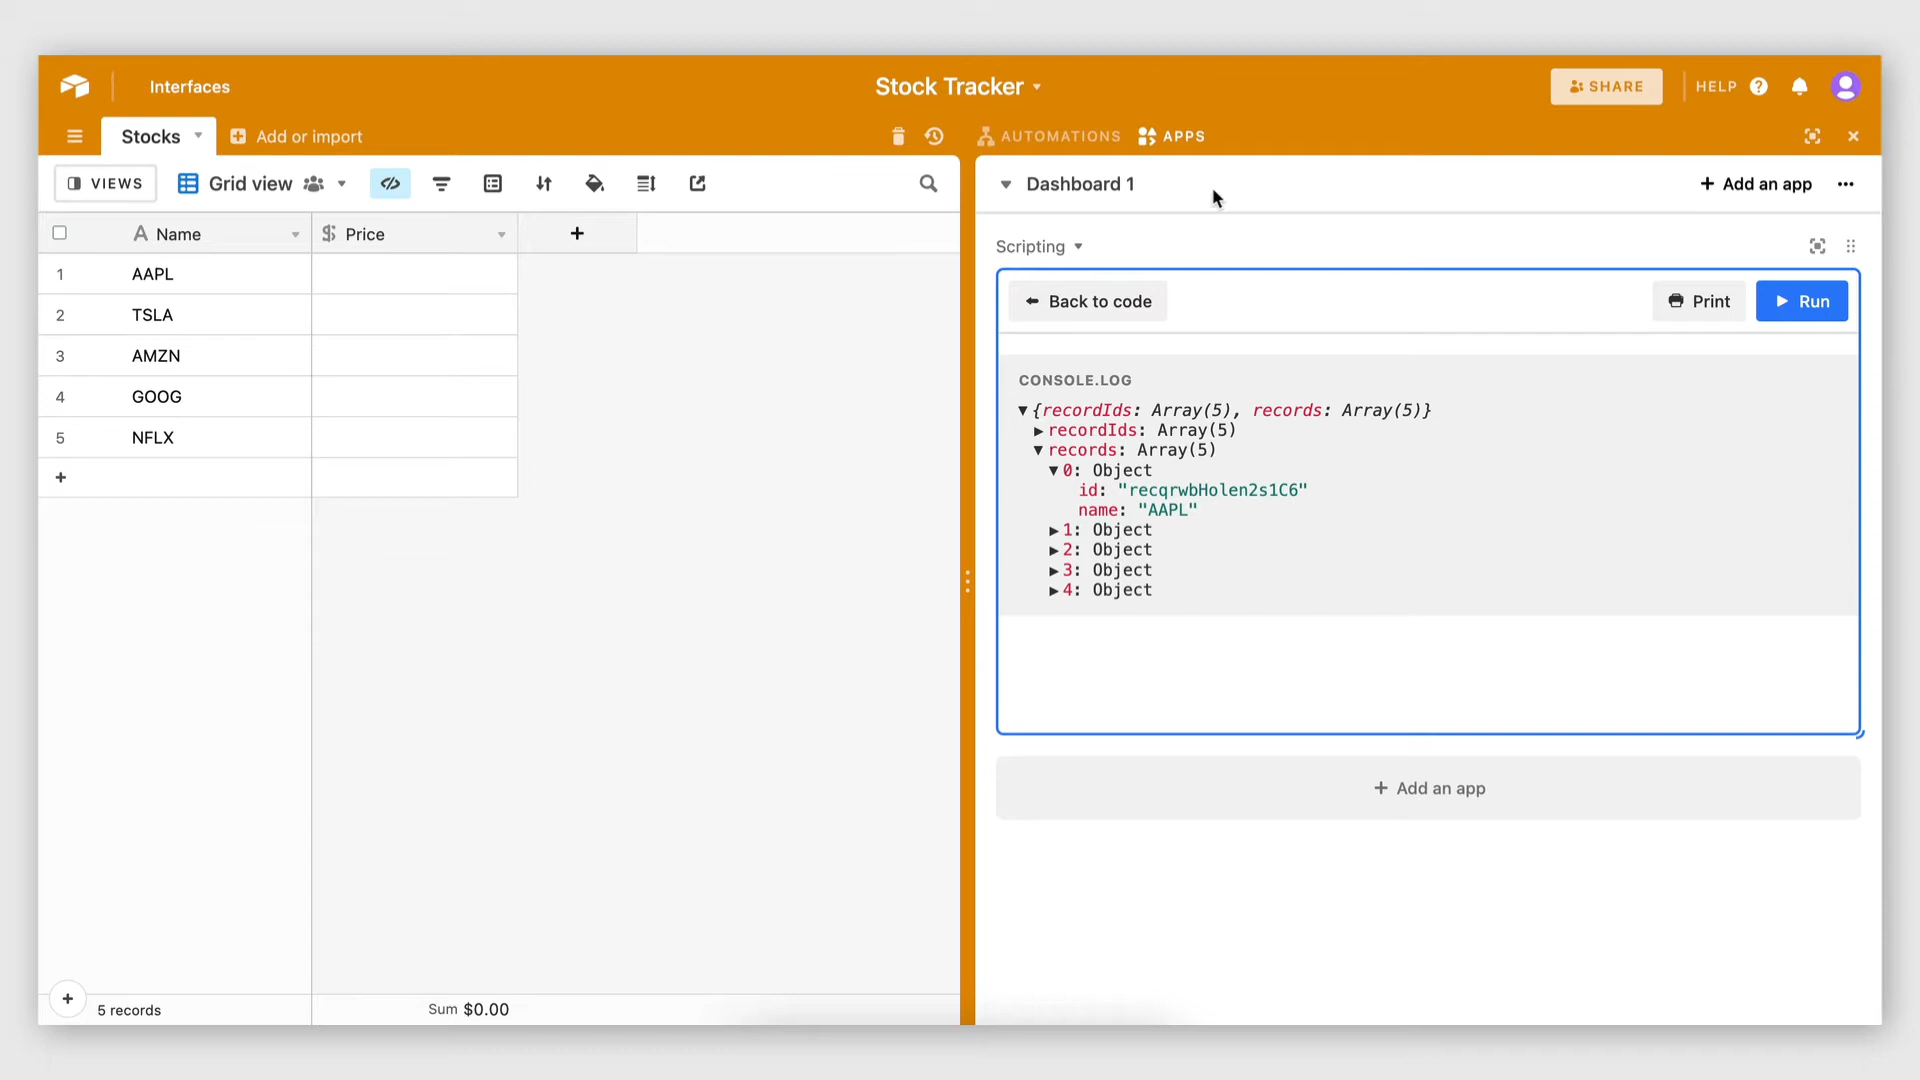 Interfaces
Stock Tracker
SHARE
HELP
Stocks
Add or import
AUTOMATIONS
APPS
VIEWS
Grid view
Dashboard 1
+ Add an app
Name
Price
Scripting
1 AAPL
2 TSLA
3 AMZN
4 GOOG
5 NFLX
Back to code
Print
Run
CONSOLE.LOG
▼{recordIds: Array(5), records: Array(5)}
▶recordIds: Array(5)
▼records: Array(5)
▼0: Object
id: "recqrwbHolen2s1C6"
name: "AAPL"
▶1: Object
▶2: Object
▶3: Object
▶4: Object
+ Add an app
5 records
Sum $0.00